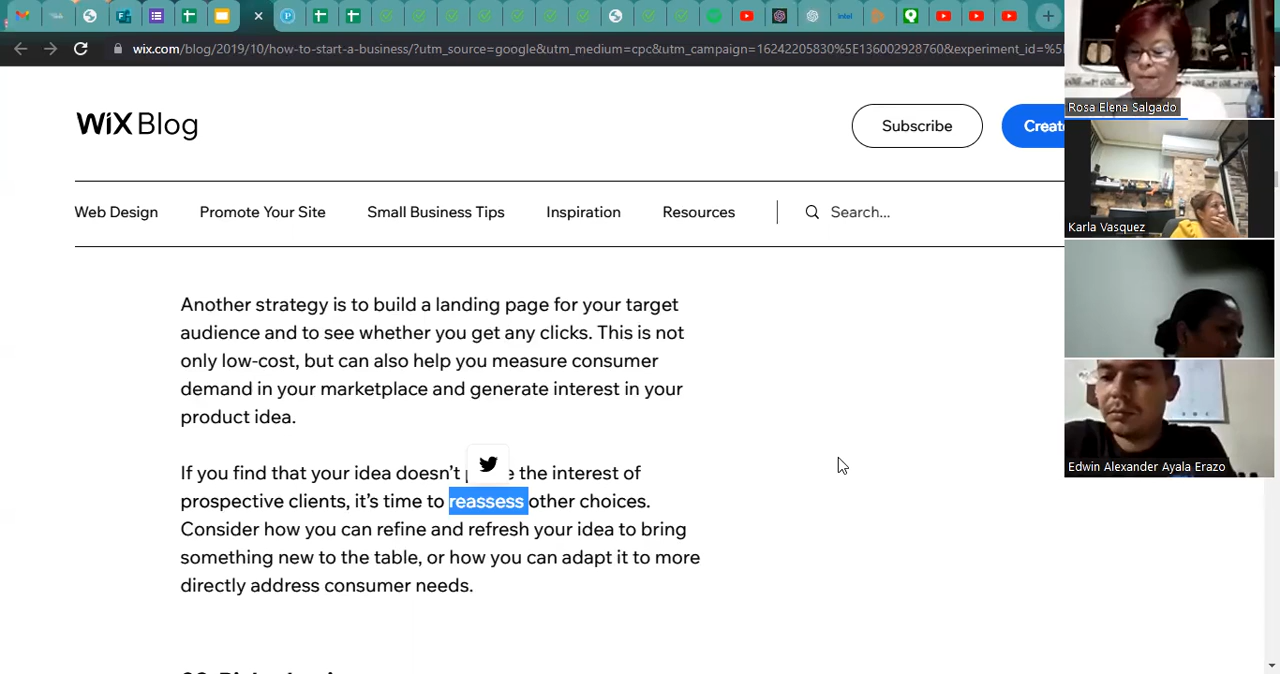 wix.com/blog/2019/10/how-to-start-a-business/?utm_source=google&utm_medium=cpc&utm_campaign=16242205830%5E136002928760&experiment_id=%5
WiX Blog
Subscribe
Web Design
Promote Your Site
Small Business Tips
Inspiration
Resources
Search...
Another strategy is to build a landing page for your target
audience and to see whether you get any clicks. This is not
only low-cost, but can also help you measure consumer
demand in your marketplace and generate interest in your
product idea.
If you find that your idea doesn't the interest of
prospective clients, it's time to reassess other choices.
Consider how you can refine and refresh your idea to bring
something new to the table, or how you can adapt it to more
directly address consumer needs.
Rosa Elena Salgado
Karla Vasquez
Edwin Alexander Ayala Erazo